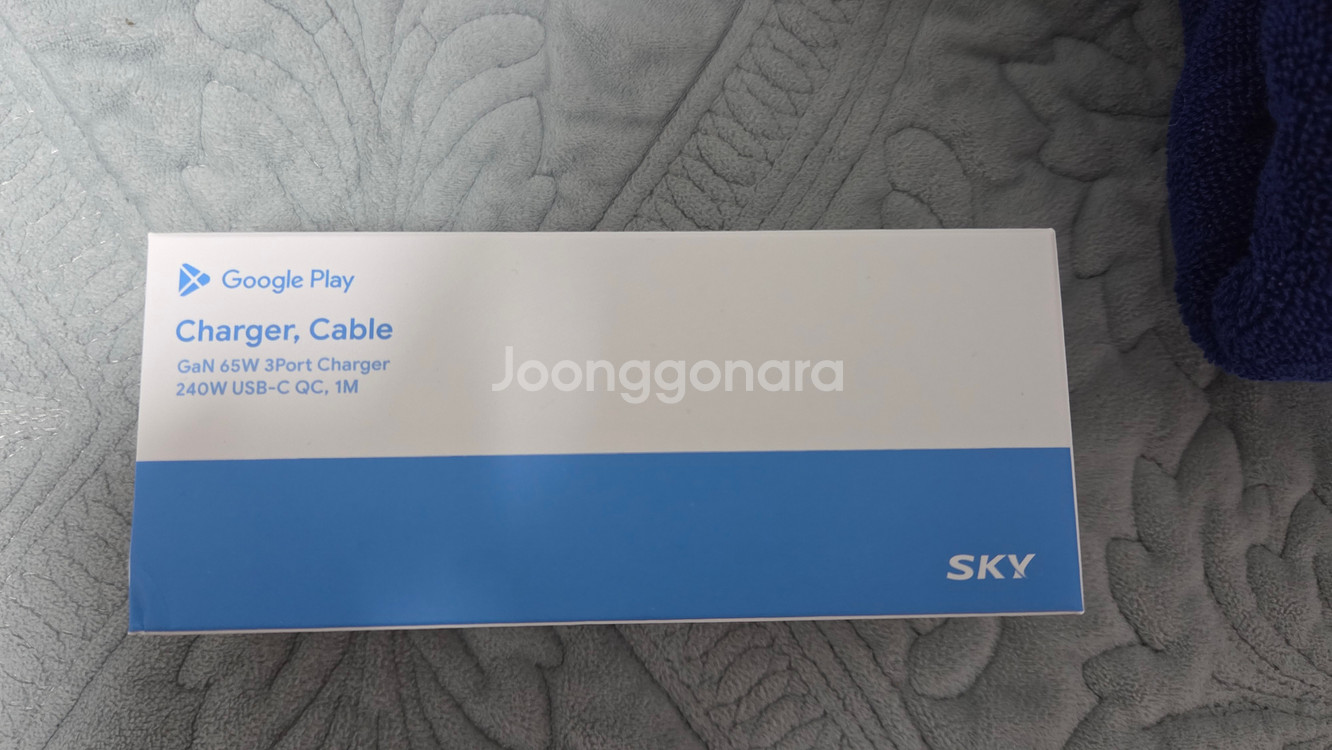 Google Play
Charger, Cable
GaN 65W 3Port Charger
240W USB-C QC, 1M
Joonggonara
SKY